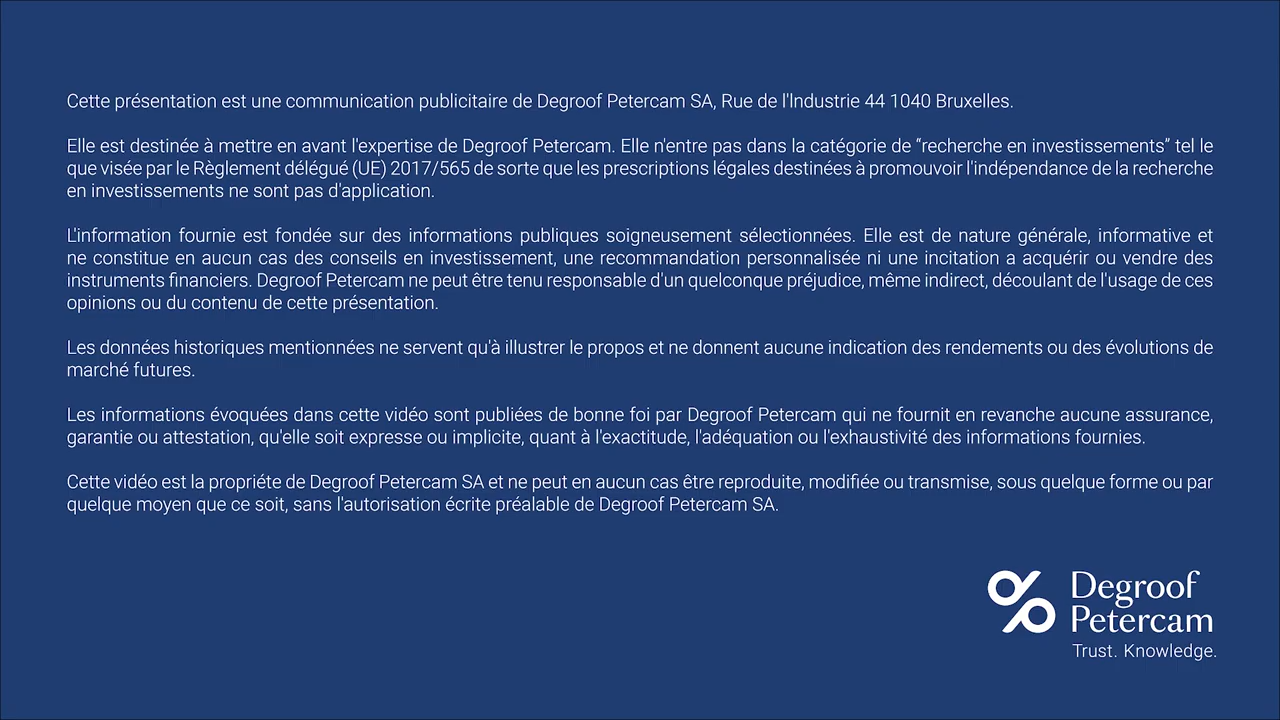 Cette présentation est une communication publicitaire de Degroof Petercam SA, Rue de l'Industrie 44 1040 Bruxelles.
Elle est destinée à mettre en avant l'expertise de Degroof Petercam. Elle n'entre pas dans la catégorie de “recherche en investissements” tel le
que visée par le Règlement délégué (UE) 2017/565 de sorte que les prescriptions légales destinées à promouvoir l'indépendance de la recherche
en investissements ne sont pas d'application.
L'information fournie est fondée sur des informations publiques soigneusement sélectionnées. Elle est de nature générale, informative et
ne constitue en aucun cas des conseils en investissement, une recommandation personnalisée ni une incitation a acquérir ou vendre des
instruments financiers. Degroof Petercam ne peut être tenu responsable d'un quelconque préjudice, même indirect, découlant de l'usage de ces
opinions ou du contenu de cette présentation.
Les données historiques mentionnées ne servent qu'à illustrer le propos et ne donnent aucune indication des rendements ou des évolutions de
marché futures.
Les informations évoquées dans cette vidéo sont publiées de bonne foi par Degroof Petercam qui ne fournit en revanche aucune assurance,
garantie ou attestation, qu'elle soit expresse ou implicite, quant à l'exactitude, l'adéquation ou l'exhaustivité des informations fournies.
Cette vidéo est la propriéte de Degroof Petercam SA et ne peut en aucun cas être reproduite, modifiée ou transmise, sous quelque forme ou par
quelque moyen que ce soit, sans l'autorisation écrite préalable de Degroof Petercam SA.
Degroof
Petercam
Trust. Knowledge.